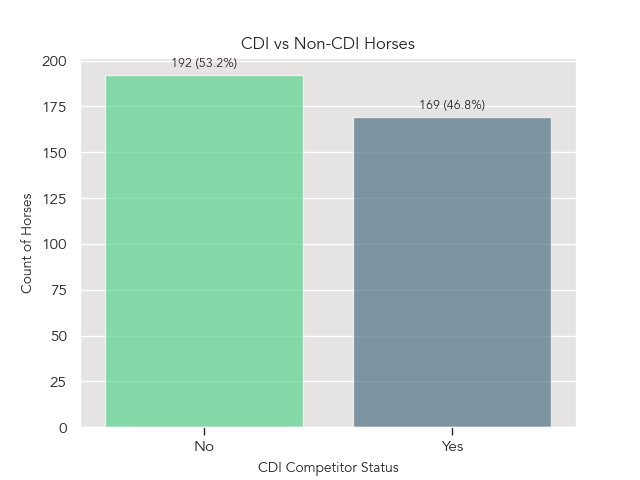 CDI vs Non-CDI Horses
200
175
150
125
100
75
50
25
0
Count of Horses
192 (53.2%)
169 (46.8%)
No
Yes
CDI Competitor Status